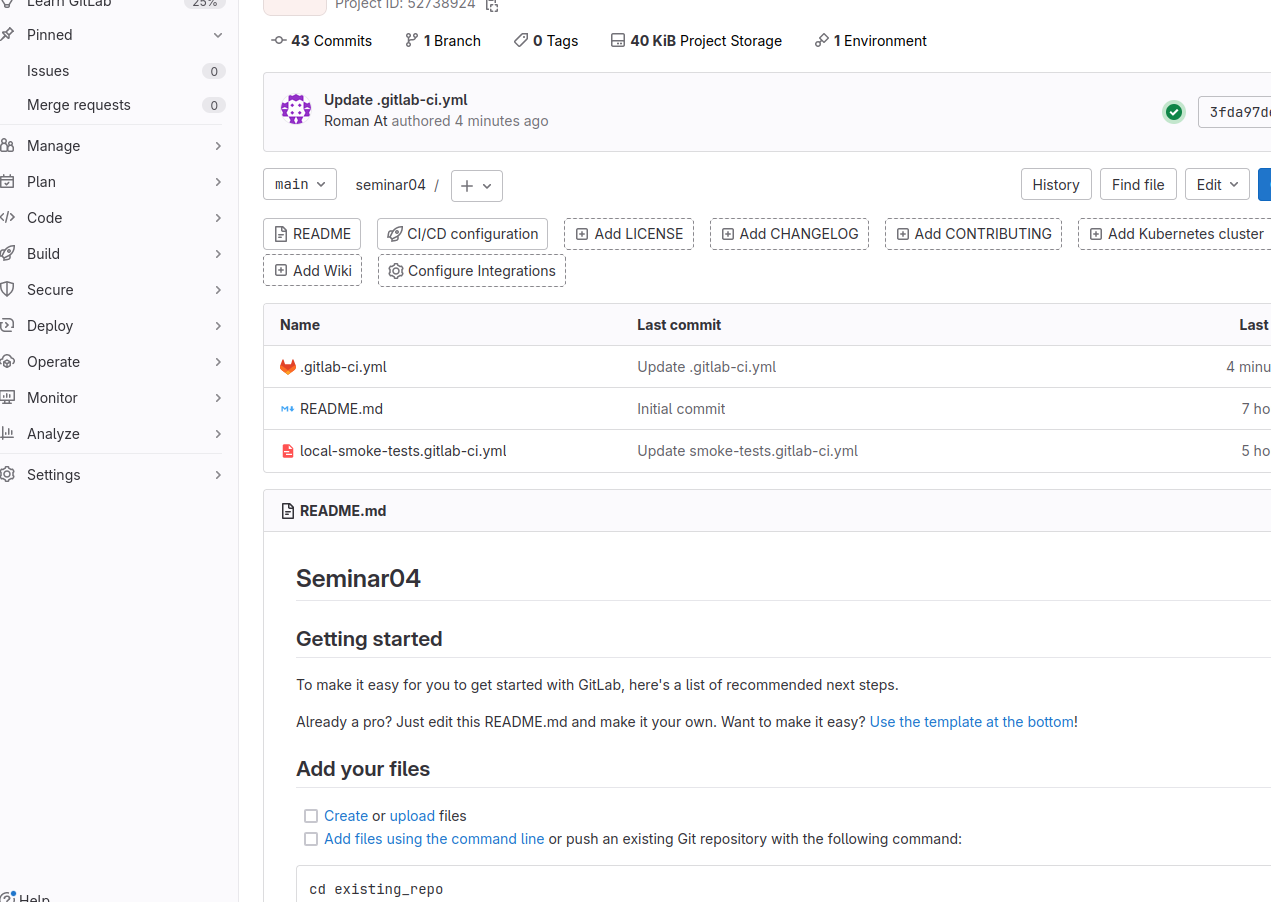 Learn GitLab 25%
Project ID: 52738924
Pinned
43 Commits 1 Branch 0 Tags 40 KiB Project Storage 1 Environment
Issues 0
Merge requests 0
Update .gitlab-ci.yml
Roman At authored 4 minutes ago
3fda97d
Manage
Plan
Code
Build
Secure
Deploy
Operate
Monitor
Analyze
Settings
Help
main seminar04 / History Find file Edit
README CI/CD configuration Add LICENSE Add CHANGELOG Add CONTRIBUTING Add Kubernetes cluster
Add Wiki Configure Integrations
Name Last commit Last
.gitlab-ci.yml Update .gitlab-ci.yml 4 minu
README.md Initial commit 7 ho
local-smoke-tests.gitlab-ci.yml Update smoke-tests.gitlab-ci.yml 5 ho
README.md
Seminar04
Getting started
To make it easy for you to get started with GitLab, here's a list of recommended next steps.
Already a pro? Just edit this README.md and make it your own. Want to make it easy? Use the template at the bottom!
Add your files
Create or upload files
Add files using the command line or push an existing Git repository with the following command:
cd existing_repo